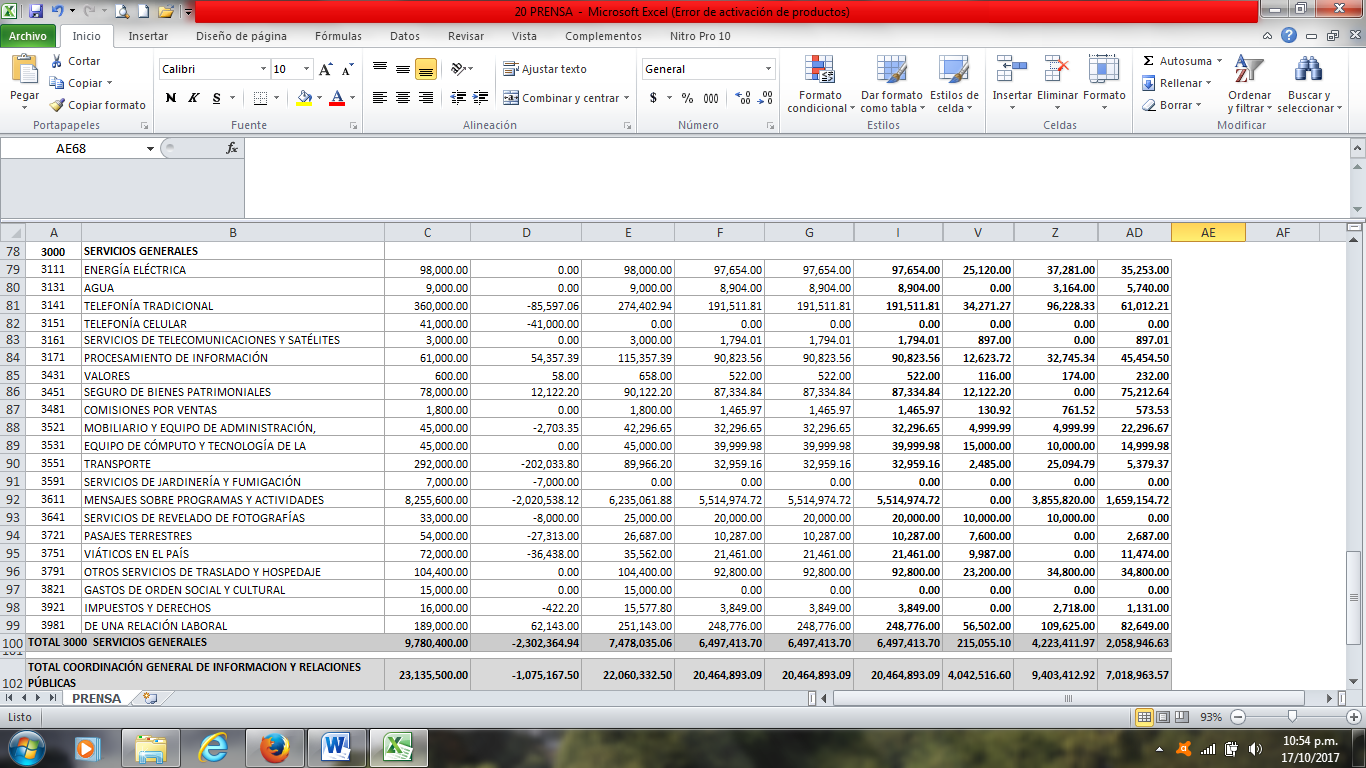 20 PRENSA - Microsoft Excel (Error de activación de productos)
Archivo Inicio Insertar Diseño de página Fórmulas Datos Revisar Vista Complementos Nitro Pro 10
Pegar Cortar Copiar Copiar formato Portapapeles
Calibri 10 N K S Fuente
Ajustar texto Combinar y centrar Alineación
General $ % 000 Número
Formato condicional Dar formato como tabla Estilos de celda Estilos
Insertar Eliminar Formato Celdas
Σ Autosuma Rellenar Borrar Ordenar y filtrar Buscar y seleccionar Modificar
AE68 fx
A B C D E F G I V Z AD AE AF
78 3000 SERVICIOS GENERALES
79 3111 ENERGÍA ELÉCTRICA 98,000.00 0.00 98,000.00 97,654.00 97,654.00 97,654.00 25,120.00 37,281.00 35,253.00
80 3131 AGUA 9,000.00 0.00 9,000.00 8,904.00 8,904.00 8,904.00 0.00 3,164.00 5,740.00
81 3141 TELEFONÍA TRADICIONAL 360,000.00 -85,597.06 274,402.94 191,511.81 191,511.81 191,511.81 34,271.27 96,228.33 61,012.21
82 3151 TELEFONÍA CELULAR 41,000.00 -41,000.00 0.00 0.00 0.00 0.00 0.00 0.00 0.00
83 3161 SERVICIOS DE TELECOMUNICACIONES Y SATÉLITES 3,000.00 0.00 3,000.00 1,794.01 1,794.01 1,794.01 897.00 0.00 897.01
84 3171 PROCESAMIENTO DE INFORMACIÓN 61,000.00 54,357.39 115,357.39 90,823.56 90,823.56 90,823.56 12,623.72 32,745.34 45,454.50
85 3431 VALORES 600.00 58.00 658.00 522.00 522.00 522.00 116.00 174.00 232.00
86 3451 SEGURO DE BIENES PATRIMONIALES 78,000.00 12,122.20 90,122.20 87,334.84 87,334.84 87,334.84 12,122.20 0.00 75,212.64
87 3481 COMISIONES POR VENTAS 1,800.00 0.00 1,800.00 1,465.97 1,465.97 1,465.97 130.92 761.52 573.53
88 3521 MOBILIARIO Y EQUIPO DE ADMINISTRACIÓN, 45,000.00 -2,703.35 42,296.65 32,296.65 32,296.65 32,296.65 4,999.99 4,999.99 22,296.67
89 3531 EQUIPO DE CÓMPUTO Y TECNOLOGÍA DE LA 45,000.00 0.00 45,000.00 39,999.98 39,999.98 39,999.98 15,000.00 10,000.00 14,999.98
90 3551 TRANSPORTE 292,000.00 -202,033.80 89,966.20 32,959.16 32,959.16 32,959.16 2,485.00 25,094.79 5,379.37
91 3591 SERVICIOS DE JARDINERÍA Y FUMIGACIÓN 7,000.00 -7,000.00 0.00 0.00 0.00 0.00 0.00 0.00 0.00
92 3611 MENSAJES SOBRE PROGRAMAS Y ACTIVIDADES 8,255,600.00 -2,020,538.12 6,235,061.88 5,514,974.72 5,514,974.72 5,514,974.72 0.00 3,855,820.00 1,659,154.72
93 3641 SERVICIOS DE REVELADO DE FOTOGRAFÍAS 33,000.00 -8,000.00 25,000.00 20,000.00 20,000.00 20,000.00 10,000.00 10,000.00 0.00
94 3721 PASAJES TERRESTRES 54,000.00 -27,313.00 26,687.00 10,287.00 10,287.00 10,287.00 7,600.00 0.00 2,687.00
95 3751 VIÁTICOS EN EL PAÍS 72,000.00 -36,438.00 35,562.00 21,461.00 21,461.00 21,461.00 9,987.00 0.00 11,474.00
96 3791 OTROS SERVICIOS DE TRASLADO Y HOSPEDAJE 104,400.00 0.00 104,400.00 92,800.00 92,800.00 92,800.00 23,200.00 34,800.00 34,800.00
97 3821 GASTOS DE ORDEN SOCIAL Y CULTURAL 15,000.00 0.00 15,000.00 0.00 0.00 0.00 0.00 0.00 0.00
98 3921 IMPUESTOS Y DERECHOS 16,000.00 -422.20 15,577.80 3,849.00 3,849.00 3,849.00 0.00 2,718.00 1,131.00
99 3981 DE UNA RELACIÓN LABORAL 189,000.00 62,143.00 251,143.00 248,776.00 248,776.00 248,776.00 56,502.00 109,625.00 82,649.00
100 TOTAL 3000 SERVICIOS GENERALES 9,780,400.00 -2,302,364.94 7,478,035.06 6,497,413.70 6,497,413.70 6,497,413.70 215,055.10 4,223,411.97 2,058,946.63
101
102 TOTAL COORDINACIÓN GENERAL DE INFORMACION Y RELACIONES PÚBLICAS 23,135,500.00 -1,075,167.50 22,060,332.50 20,464,893.09 20,464,893.09 20,464,893.09 4,042,516.60 9,403,412.92 7,018,963.57
PRENSA
Listo 93%
10:54 p.m.
17/10/2017